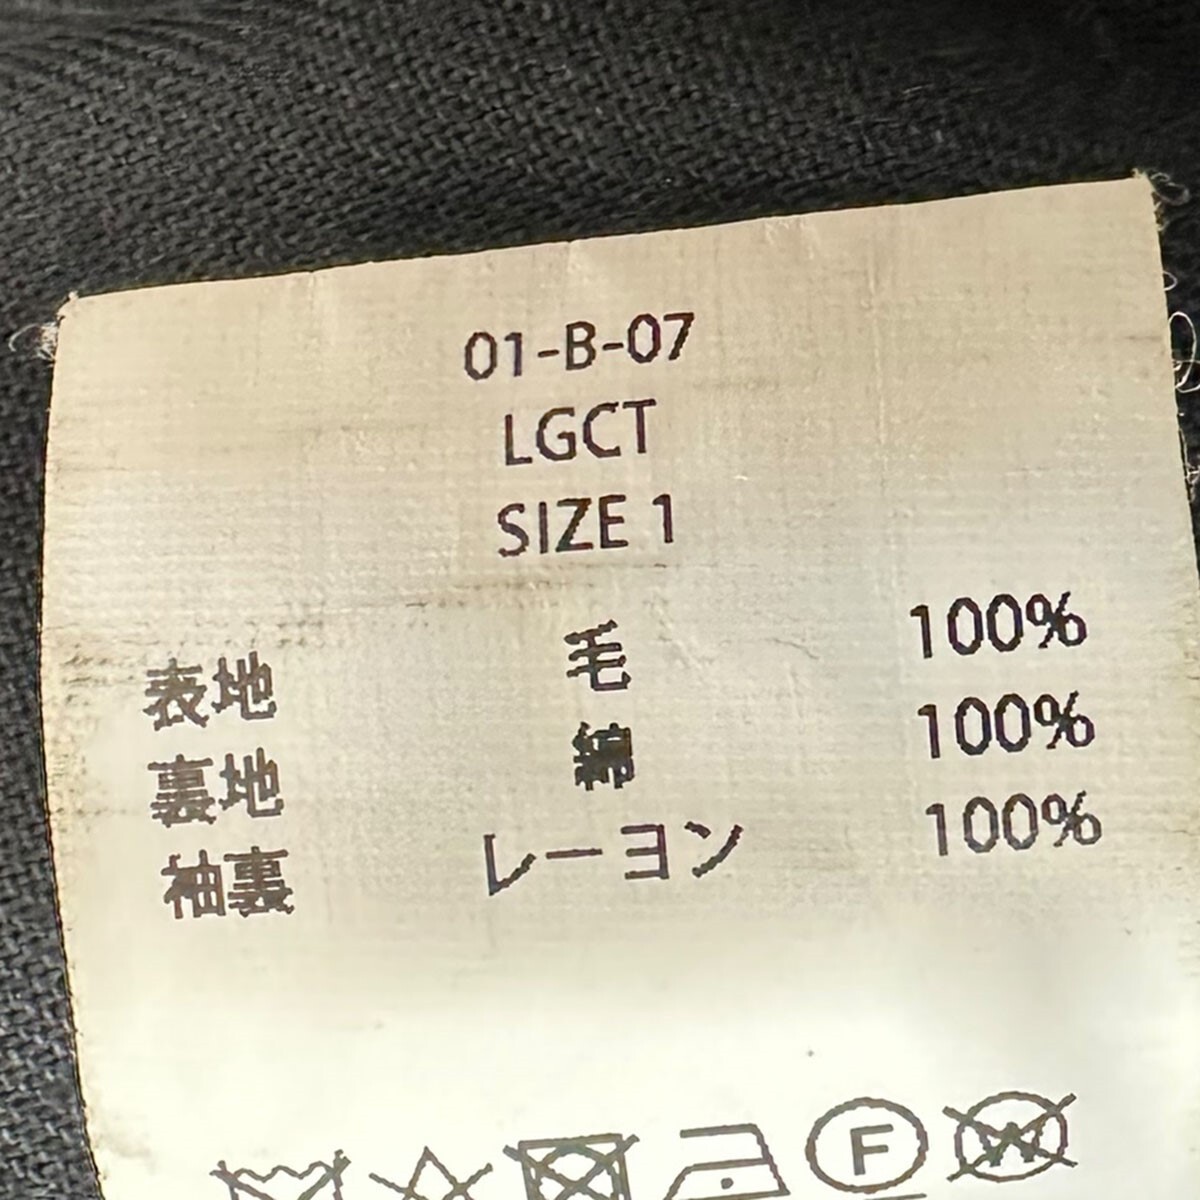 01-B-07
LGCT
SIZE 1
表地 毛 100%
裏地 綿 100%
袖裏 レーヨン 100%
F W